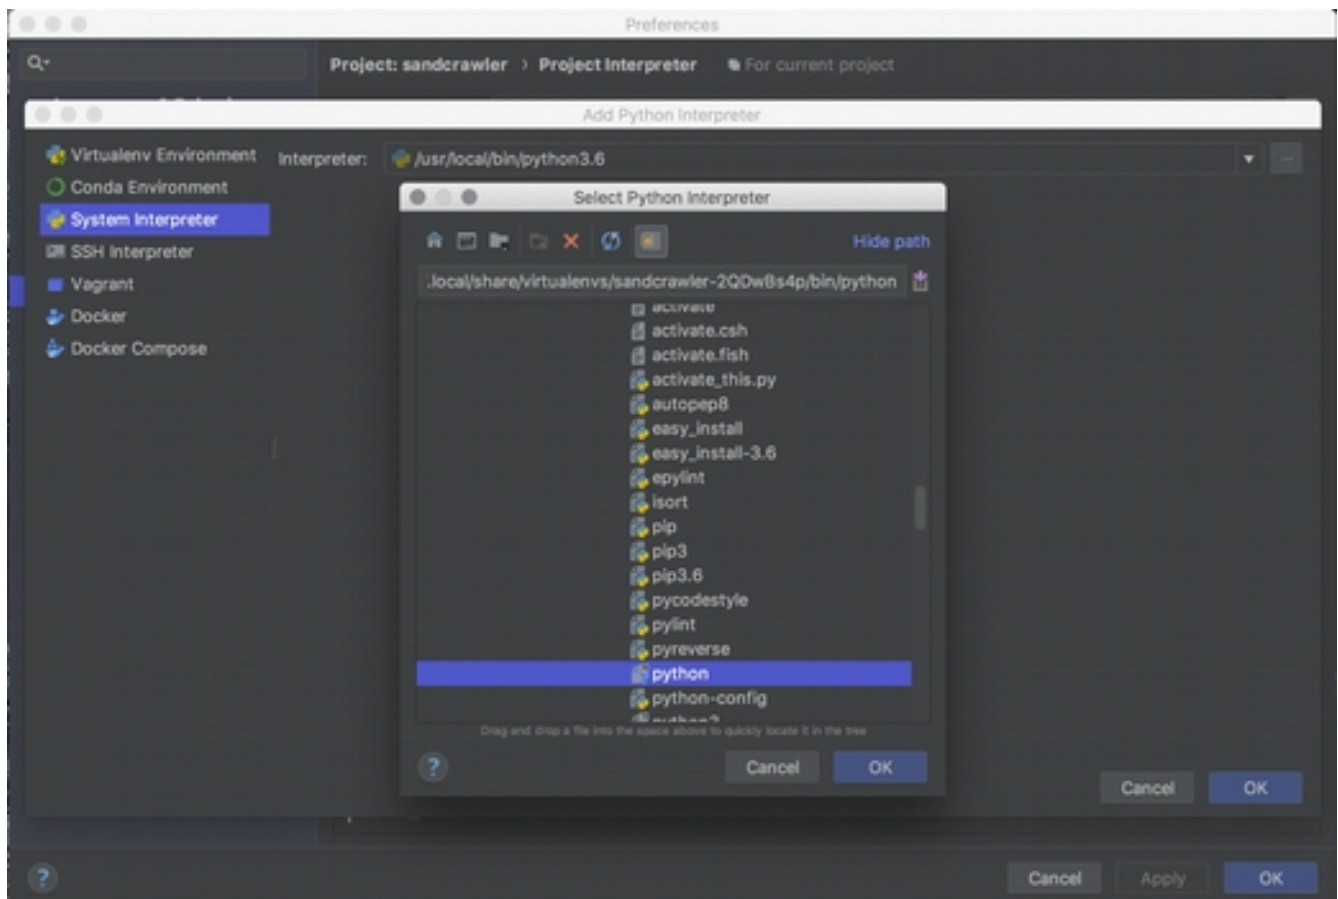 Preferences
Project: sandcrawler › Project Interpreter For current project
Add Python Interpreter
Virtualenv Environment
Interpreter: /usr/local/bin/python3.6
Conda Environment
System Interpreter
SSH Interpreter
Vagrant
Docker
Docker Compose
Select Python Interpreter
Hide path
.local/share/virtualenvs/sandcrawler-2QDwBs4p/bin/python
activate
activate.csh
activate.fish
activate_this.py
autopep8
easy_install
easy_install-3.6
epylint
isort
pip
pip3
pip3.6
pycodestyle
pylint
pyreverse
python
python-config
Drag and drop a file into the space above to quickly locate it in the tree
? Cancel OK
Cancel OK
? Cancel Apply OK